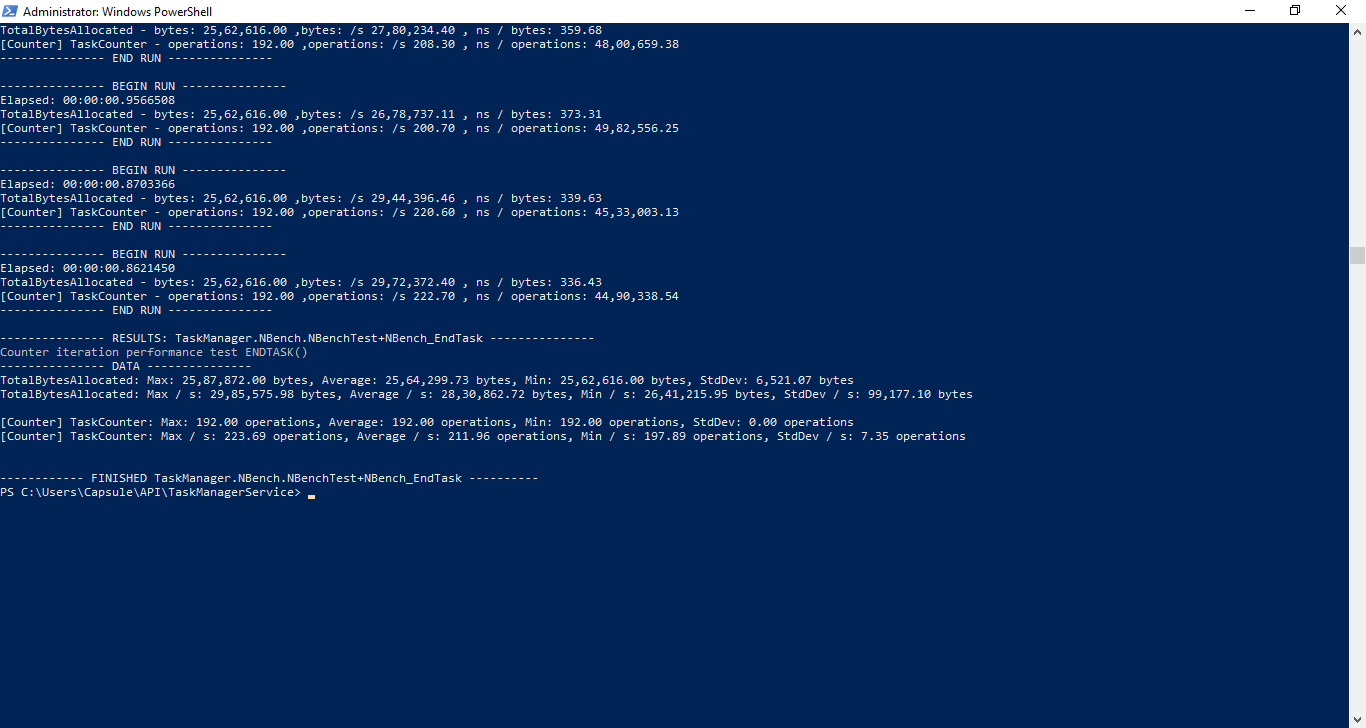 Administrator: Windows PowerShell
TotalBytesAllocated - bytes: 25,62,616.00 ,bytes: /s 27,80,234.40 , ns / bytes: 359.68
[Counter] TaskCounter - operations: 192.00 ,operations: /s 208.30 , ns / operations: 48,00,659.38
--------------- END RUN ---------------
--------------- BEGIN RUN ---------------
Elapsed: 00:00:00.9566508
TotalBytesAllocated - bytes: 25,62,616.00 ,bytes: /s 26,78,737.11 , ns / bytes: 373.31
[Counter] TaskCounter - operations: 192.00 ,operations: /s 200.70 , ns / operations: 49,82,556.25
--------------- END RUN ---------------
--------------- BEGIN RUN ---------------
Elapsed: 00:00:00.8703366
TotalBytesAllocated - bytes: 25,62,616.00 ,bytes: /s 29,44,396.46 , ns / bytes: 339.63
[Counter] TaskCounter - operations: 192.00 ,operations: /s 220.60 , ns / operations: 45,33,003.13
--------------- END RUN ---------------
--------------- BEGIN RUN ---------------
Elapsed: 00:00:00.8621450
TotalBytesAllocated - bytes: 25,62,616.00 ,bytes: /s 29,72,372.40 , ns / bytes: 336.43
[Counter] TaskCounter - operations: 192.00 ,operations: /s 222.70 , ns / operations: 44,90,338.54
--------------- END RUN ---------------
--------------- RESULTS: TaskManager.NBench.NBenchTest+NBench_EndTask ---------------
Counter iteration performance test ENDTASK()
--------------- DATA ---------------
TotalBytesAllocated: Max: 25,87,872.00 bytes, Average: 25,64,299.73 bytes, Min: 25,62,616.00 bytes, StdDev: 6,521.07 bytes
TotalBytesAllocated: Max / s: 29,85,575.98 bytes, Average / s: 28,30,862.72 bytes, Min / s: 26,41,215.95 bytes, StdDev / s: 99,177.10 bytes
[Counter] TaskCounter: Max: 192.00 operations, Average: 192.00 operations, Min: 192.00 operations, StdDev: 0.00 operations
[Counter] TaskCounter: Max / s: 223.69 operations, Average / s: 211.96 operations, Min / s: 197.89 operations, StdDev / s: 7.35 operations
------------ FINISHED TaskManager.NBench.NBenchTest+NBench_EndTask ----------
PS C:\Users\Capsule\API\TaskManagerService>